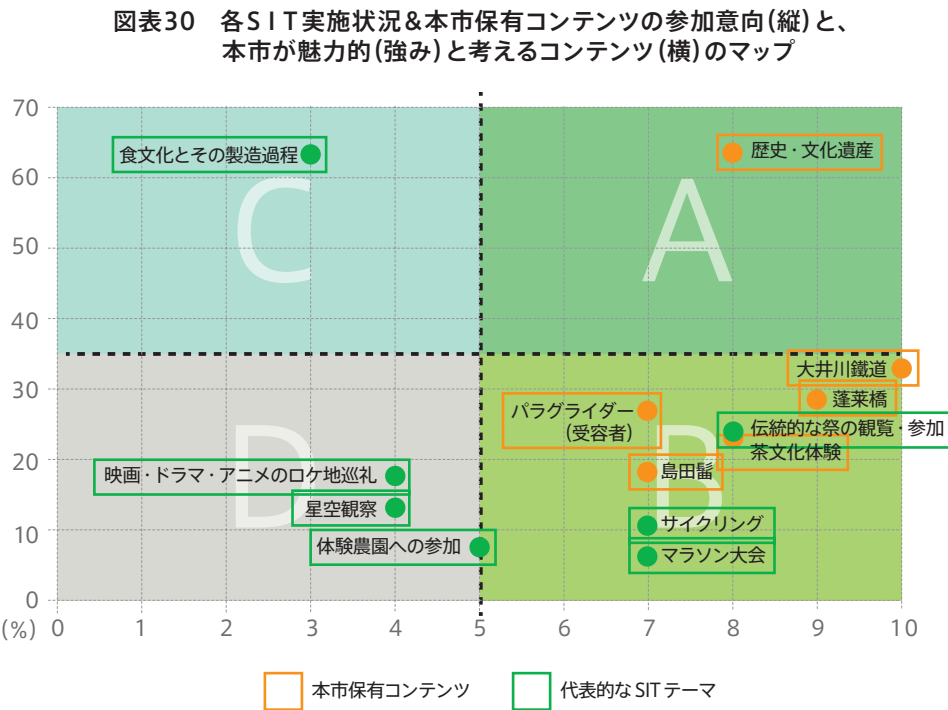 図表30 各SIT実施状況&本市保有コンテンツの参加意向(縦)と、
本市が魅力的(強み)と考えるコンテンツ(横)のマップ
70
60
50
40
30
20
10
0
(%) 0 1 2 3 4 5 6 7 8 9 10
C
A
D
B
食文化とその製造過程
歴史・文化遺産
大井川鐵道
蓬莱橋
パラグライダー
(受容者)
伝統的な祭の観覧・参加
茶文化体験
島田髷
映画・ドラマ・アニメのロケ地巡礼
星空観察
サイクリング
体験農園への参加
マラソン大会
本市保有コンテンツ 代表的なSITテーマ